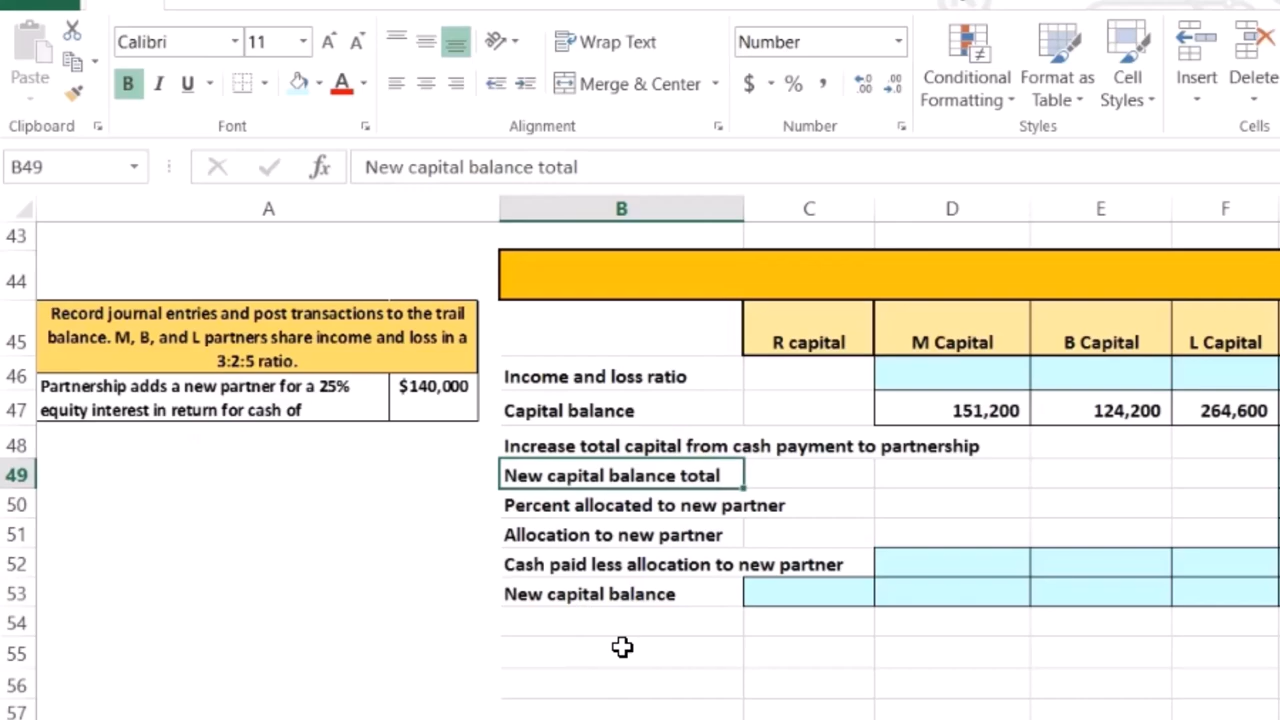 Calibri 11 Wrap Text Number
Paste B I U Merge & Center $ % , Conditional Format as Cell Insert Delete
Formatting Table Styles
Clipboard Font Alignment Number Styles Cells
B49 fx New capital balance total
A B C D E F
43
44
Record journal entries and post transactions to the trail
balance. M, B, and L partners share income and loss in a
3:2:5 ratio.
45 R capital M Capital B Capital L Capital
46 Partnership adds a new partner for a 25% $140,000 Income and loss ratio
47 equity interest in return for cash of Capital balance 151,200 124,200 264,600
48 Increase total capital from cash payment to partnership
49 New capital balance total
50 Percent allocated to new partner
51 Allocation to new partner
52 Cash paid less allocation to new partner
53 New capital balance
54
55
56
57